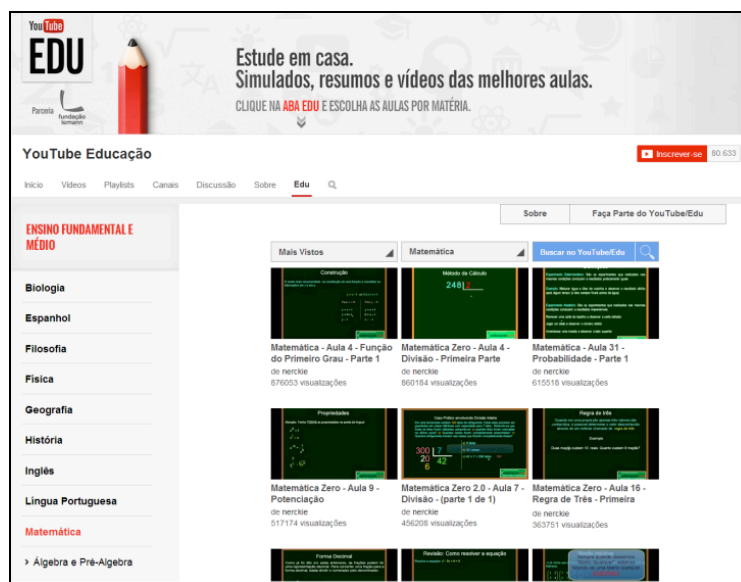 YouTube
EDU
Parceria
fundação
lemann
Estude em casa.
Simulados, resumos e vídeos das melhores aulas.
CLIQUE NA ABA EDU E ESCOLHA AS AULAS POR MATÉRIA.
YouTube Educação
Inscrever-se 80.633
Início Vídeos Playlists Canais Discussão Sobre Edu
Sobre Faça Parte do YouTube/Edu
ENSINO FUNDAMENTAL E
MÉDIO
Biologia
Espanhol
Filosofia
Física
Geografia
História
Inglês
Língua Portuguesa
Matemática
> Álgebra e Pré-Algebra
Mais Vistos Matemática Buscar no YouTube/Edu
Construção
Método de Cálculo
248 2
Matemática - Aula 4 - Função
do Primeiro Grau - Parte 1
de nerckie
876053 visualizações
Matemática Zero - Aula 4 -
Divisão - Primeira Parte
de nerckie
860184 visualizações
Matemática - Aula 31 -
Probabilidade - Parte 1
de nerckie
615518 visualizações
Propriedades
300 7
20 42
6
Regra de três
Exemplo
Matemática Zero - Aula 9 -
Potenciação
de nerckie
517174 visualizações
Matemática Zero 2.0 - Aula 7 -
Divisão - (parte 1 de 1)
de nerckie
456208 visualizações
Matemática Zero - Aula 16 -
Regra de Três - Primeira
de nerckie
363751 visualizações
Forma Decimal
Revisão: Como resolver a equação